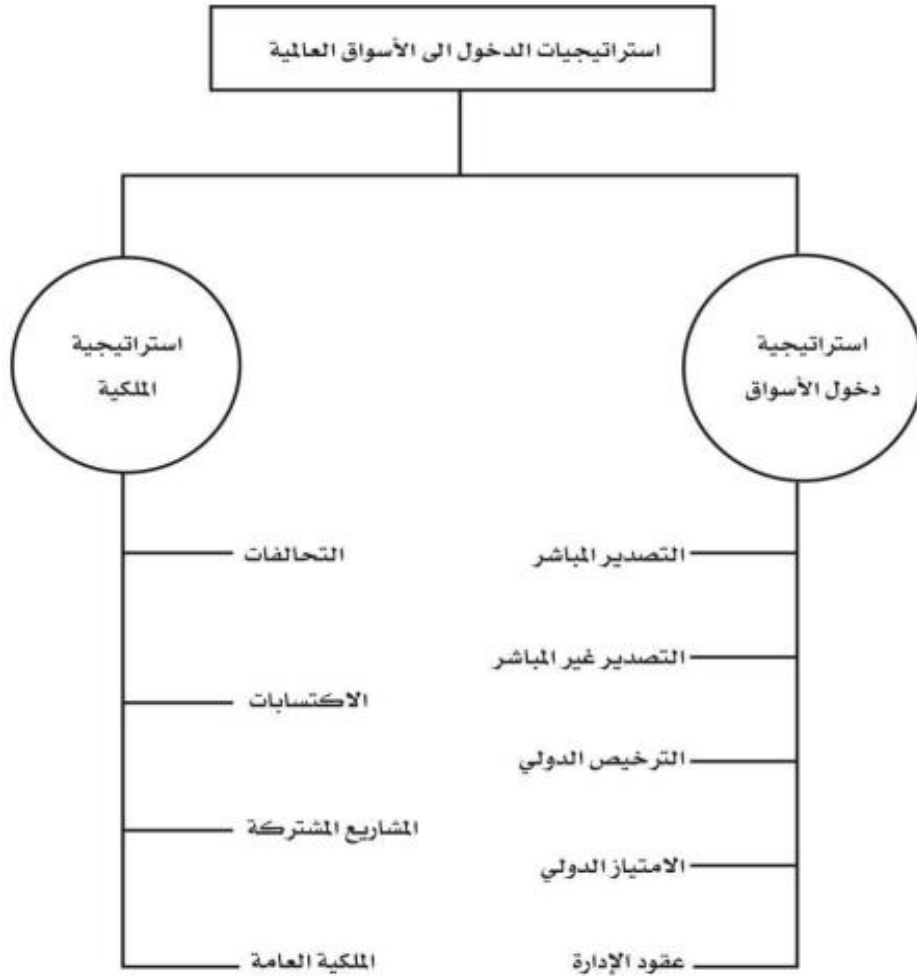 استراتيجيات الدخول الى الأسواق العالمية
استراتيجية
دخول الأسواق
التصدير المباشر
التصدير غير المباشر
الترخيص الدولي
الامتياز الدولي
عقود الإدارة
استراتيجية
الملكية
التحالفات
الاكتسابات
المشاريع المشتركة
الملكية العامة